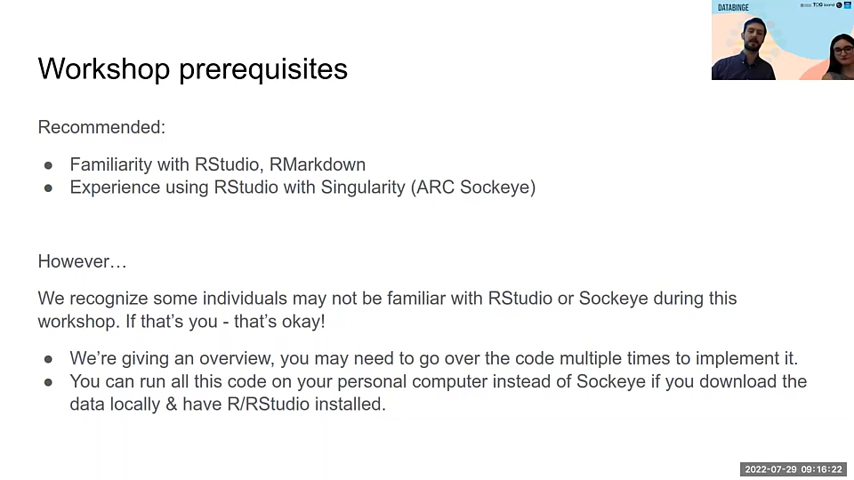 DATABINGE
Workshop prerequisites
Recommended:
● Familiarity with RStudio, RMarkdown
● Experience using RStudio with Singularity (ARC Sockeye)
However…
We recognize some individuals may not be familiar with RStudio or Sockeye during this
workshop. If that’s you - that’s okay!
● We’re giving an overview, you may need to go over the code multiple times to implement it.
● You can run all this code on your personal computer instead of Sockeye if you download the
data locally & have R/RStudio installed.
2022-07-29 09:16:22